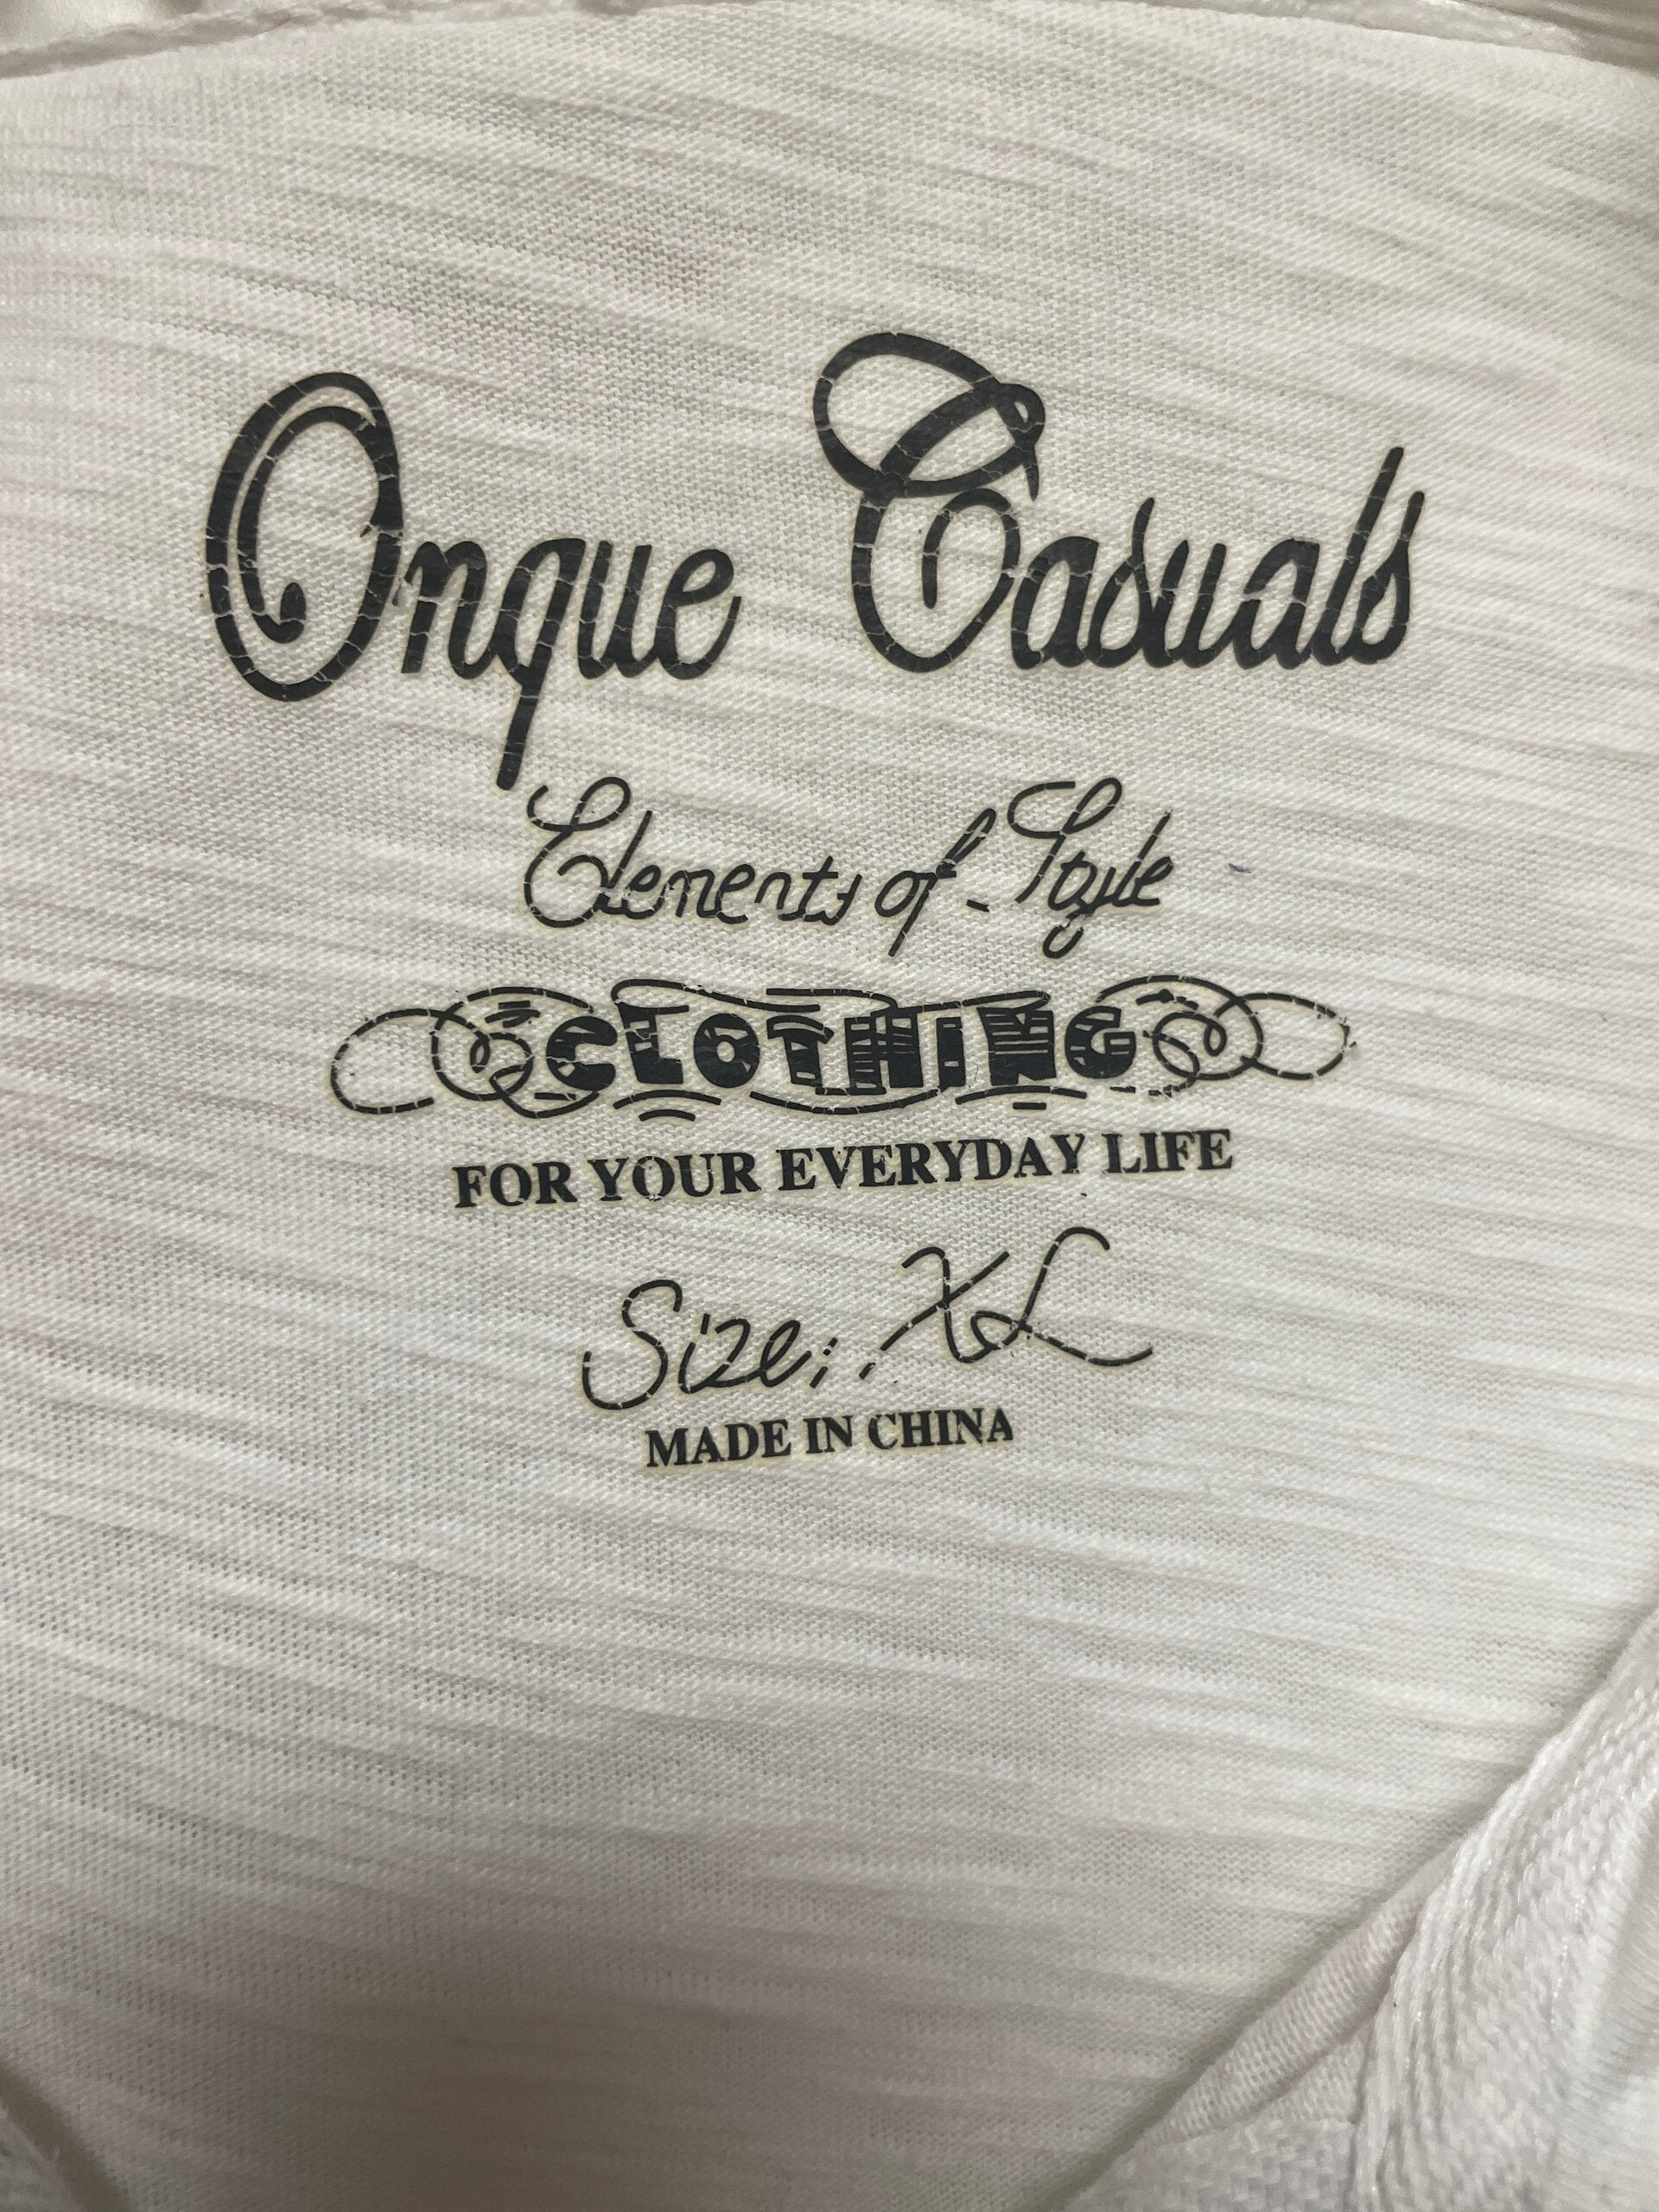 Onque Casuals
Elements of Style
CLOTHING
FOR YOUR EVERYDAY LIFE
Size: XL
MADE IN CHINA